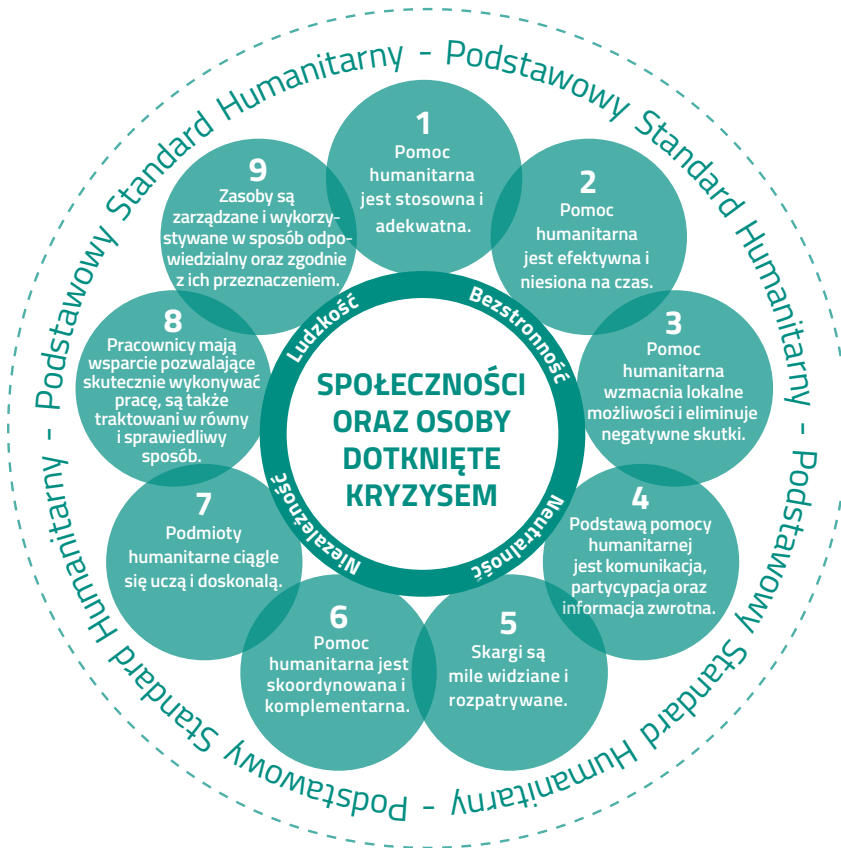 Podstawowy Standard Humanitarny - Podstawowy Standard Humanitarny - Podstawowy Standard Humanitarny - Podstawowy Standard Humanitarny -
1
Pomoc
humanitarna
jest stosowna i
adekwatna.
2
Pomoc
humanitarna
jest efektywna i
niesiona na czas.
3
Pomoc
humanitarna
wzmacnia lokalne
możliwości i eliminuje
negatywne skutki.
4
Podstawą pomocy
humanitarnej
jest komunikacja,
partycypacja oraz
informacja zwrotna.
5
Skargi są
mile widziane i
rozpatrywane.
6
Pomoc
humanitarna jest
skoordynowana i
komplementarna.
7
Podmioty
humanitarne ciągle
się uczą i doskonalą.
8
Pracownicy mają
wsparcie pozwalające
skutecznie wykonywać
pracę, są także
traktowani w równy
i sprawiedliwy
sposób.
9
Zasoby są
zarządzane i wykorzy-
stywane w sposób odpo-
wiedzialny oraz zgodnie
z ich przeznaczeniem.
Ludzkość
Bezstronność
Neutralność
Niezależność
SPOŁECZNOŚCI
ORAZ OSOBY
DOTKNIĘTE
KRYZYSEM